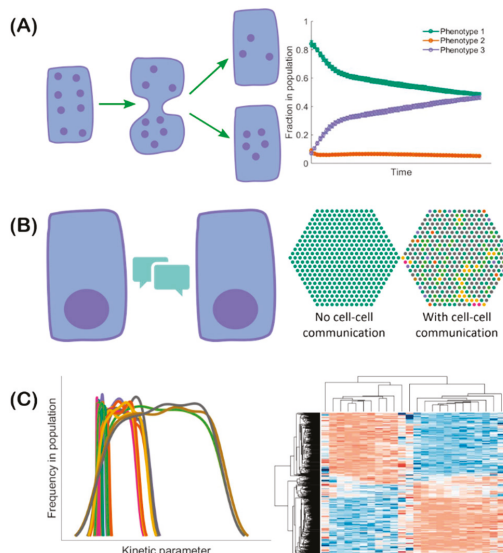 (A)
Phenotype 1
Phenotype 2
Phenotype 3
Fraction in population
1
0.8
0.6
0.4
0.2
0
Time
(B)
No cell-cell
communication
With cell-cell
communication
(C)
Frequency in population
Kinetic parameter